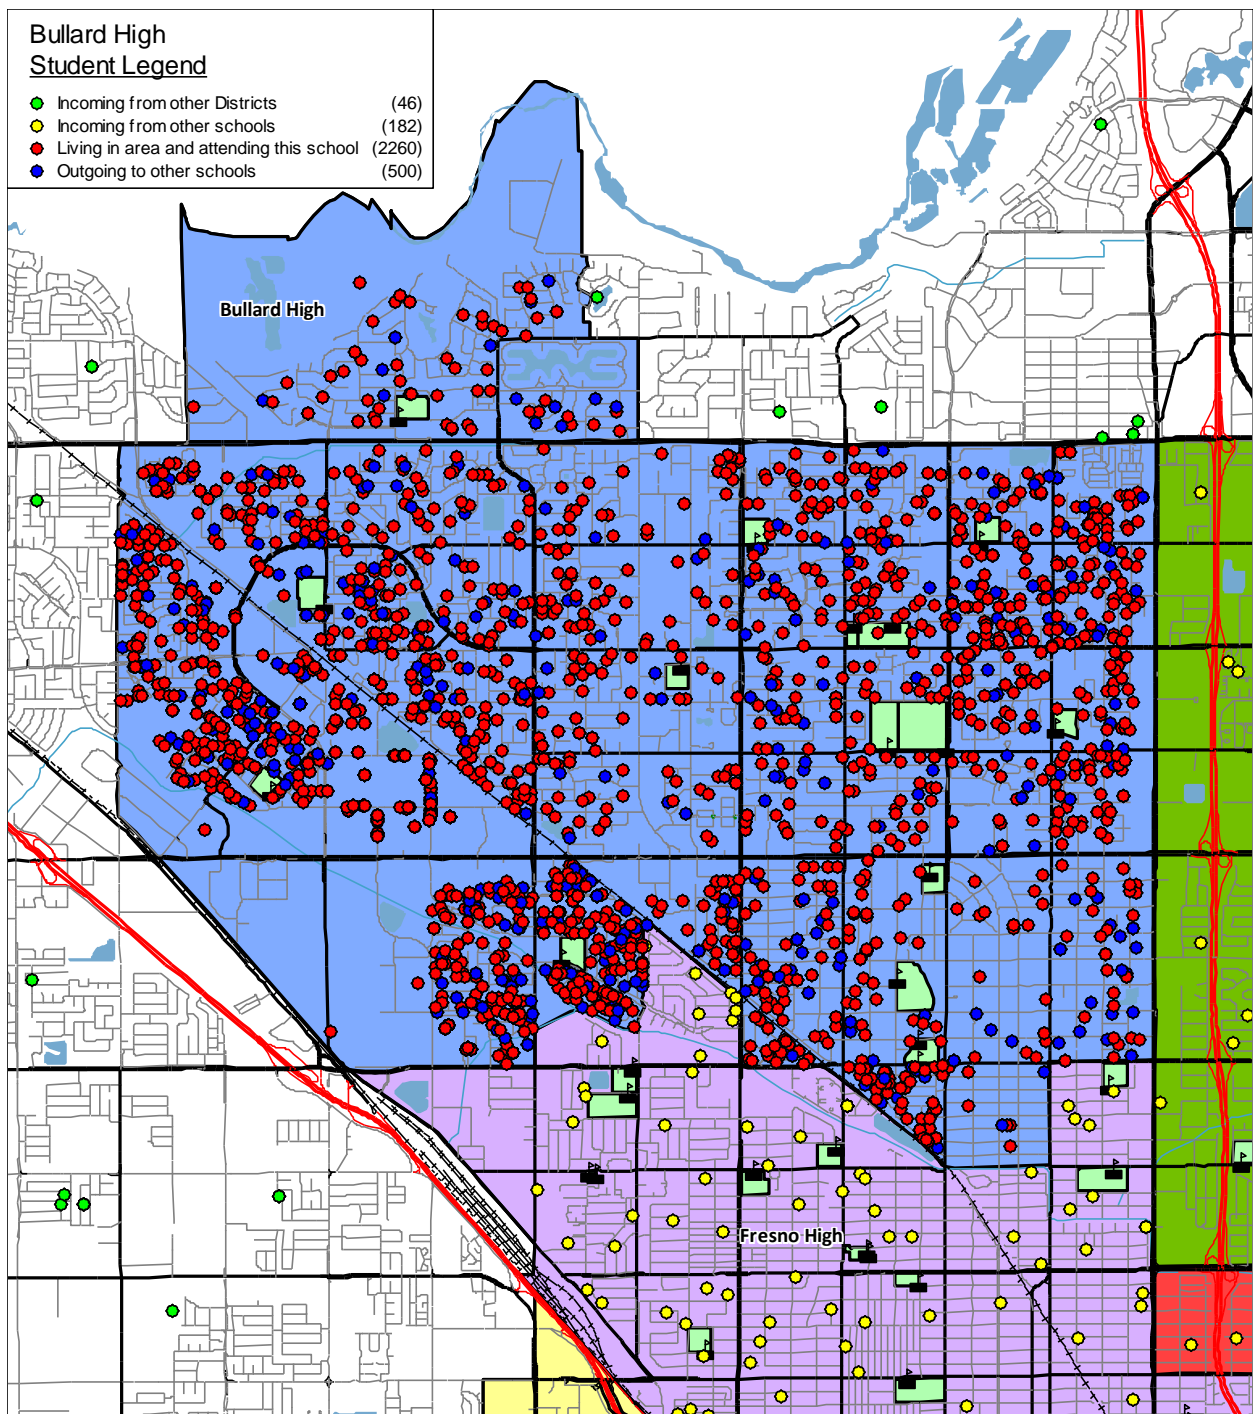 Bullard High
Student Legend
Incoming from other Districts (46)
Incoming from other schools (182)
Living in area and attending this school (2260)
Outgoing to other schools (500)
Bullard High
Fresno High